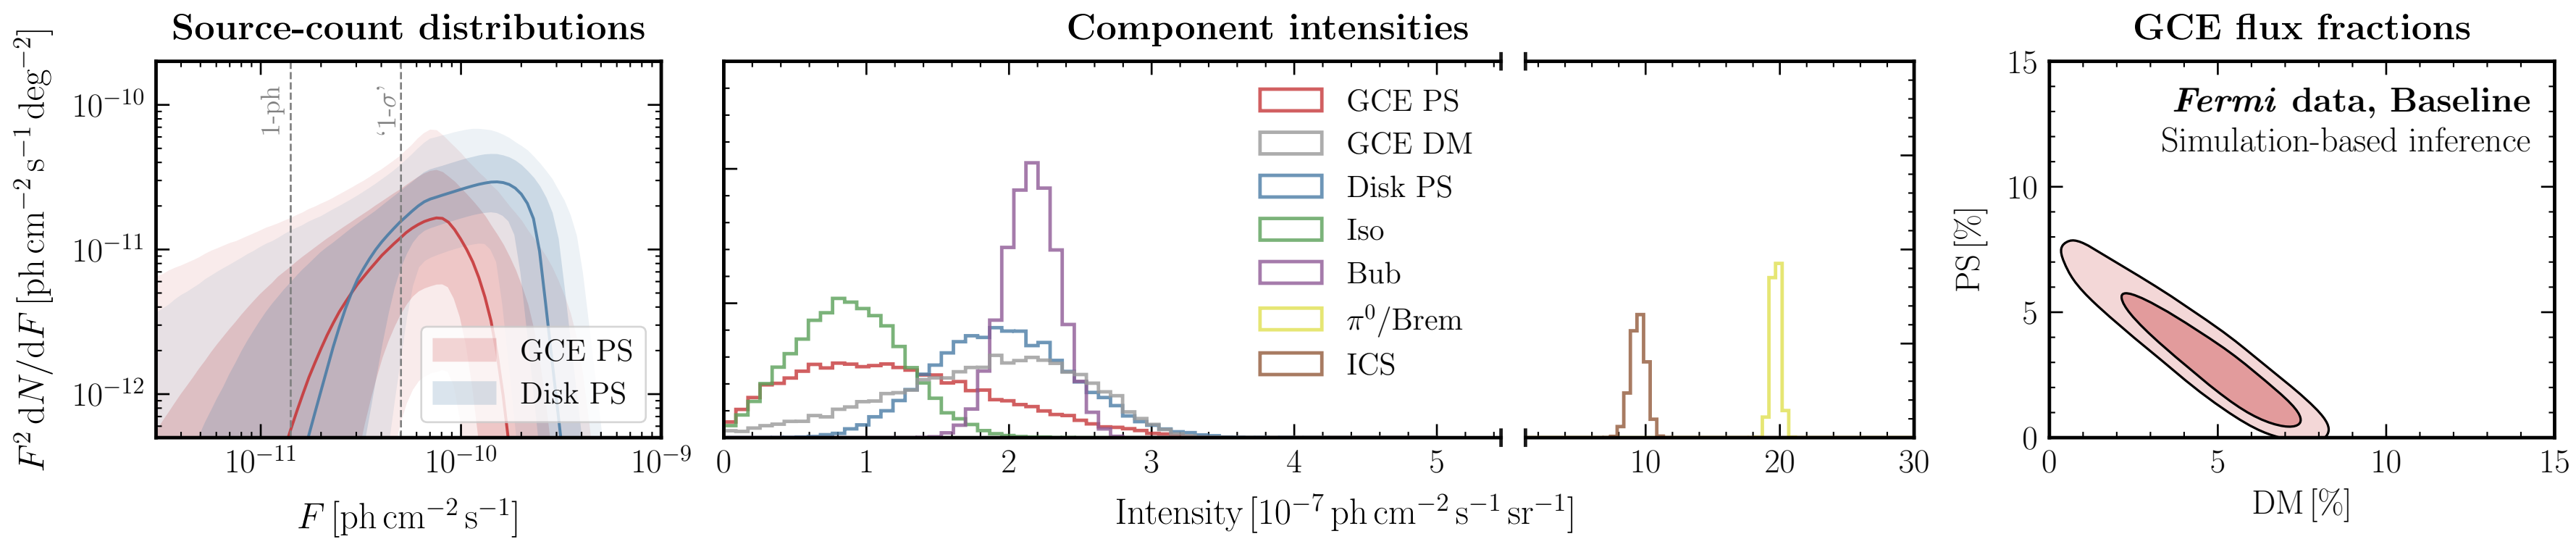 Source-count distributions
F² dN/dF [ph cm⁻² s⁻¹ deg⁻²]
10⁻¹⁰
10⁻¹¹
10⁻¹²
1-ph
‘1-σ’
GCE PS
Disk PS
10⁻¹¹ 10⁻¹⁰ 10⁻⁹
F [ph cm⁻² s⁻¹]
Component intensities
GCE PS
GCE DM
Disk PS
Iso
Bub
π⁰/Brem
ICS
0 1 2 3 4 5 10 20 30
Intensity [10⁻⁷ ph cm⁻² s⁻¹ sr⁻¹]
GCE flux fractions
Fermi data, Baseline
Simulation-based inference
PS [%]
15
10
5
0
0 5 10 15
DM [%]